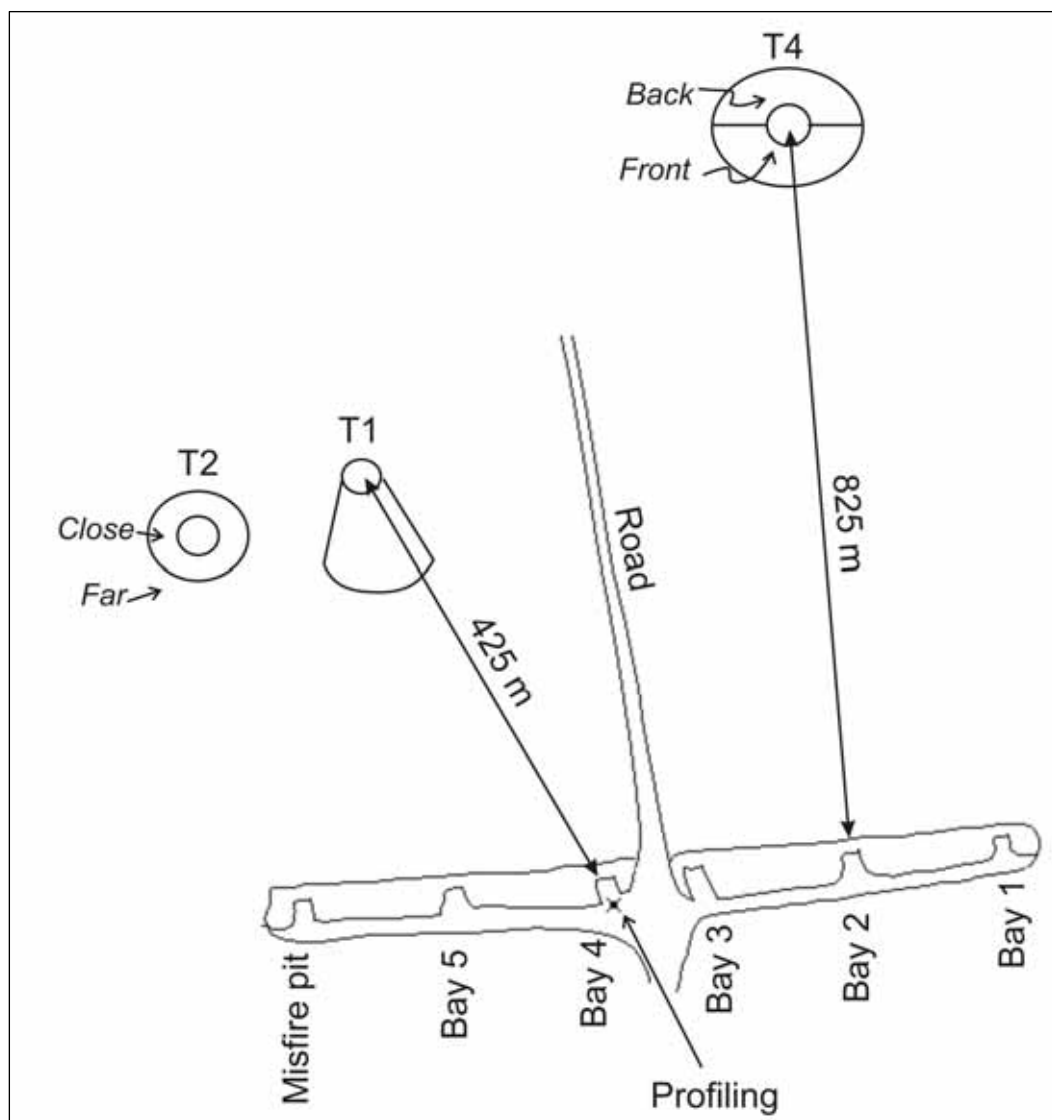 T4
Back
Front
T1
T2
Close
Far
Road
825 m
425 m
Misfire pit
Bay 5
Bay 4
Bay 3
Bay 2
Bay 1
Profiling